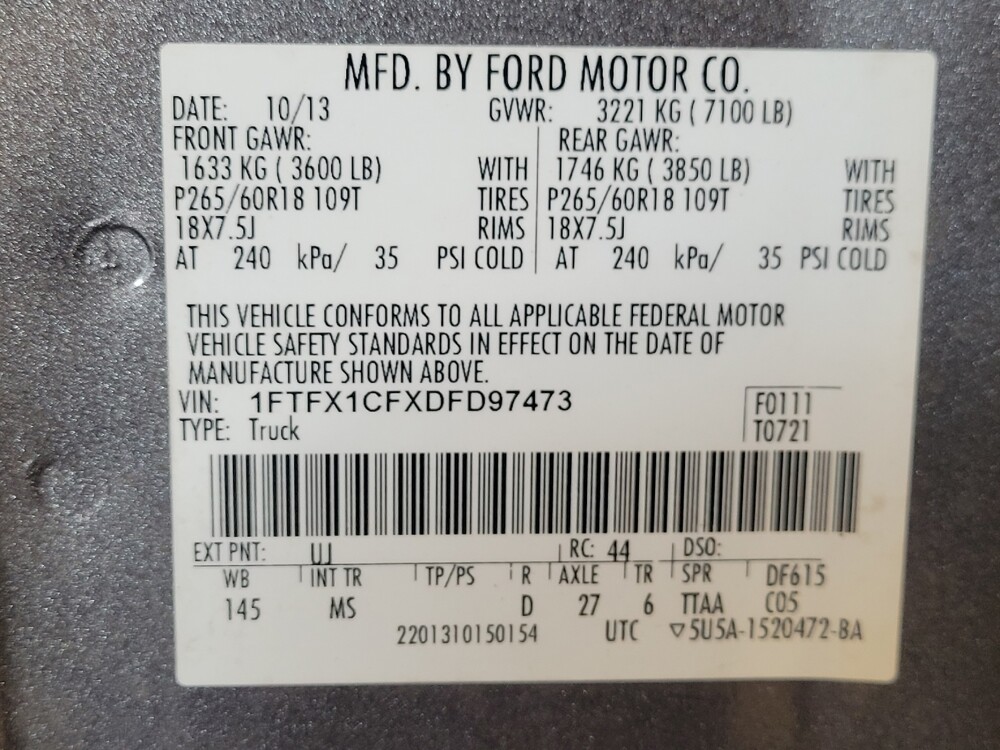 MFD. BY FORD MOTOR CO.
DATE: 10/13 GVWR: 3221 KG ( 7100 LB)
FRONT GAWR: REAR GAWR:
1633 KG ( 3600 LB) WITH 1746 KG ( 3850 LB) WITH
P265/60R18 109T TIRES P265/60R18 109T TIRES
18X7.5J RIMS 18X7.5J RIMS
AT 240 kPa/ 35 PSI COLD AT 240 kPa/ 35 PSI COLD
THIS VEHICLE CONFORMS TO ALL APPLICABLE FEDERAL MOTOR
VEHICLE SAFETY STANDARDS IN EFFECT ON THE DATE OF
MANUFACTURE SHOWN ABOVE.
VIN: 1FTFX1CFXDFD97473 F0111
TYPE: Truck T0721
EXT PNT: UJ RC: 44 DSO:
WB INT TR TP/PS R AXLE TR SPR DF615
145 MS D 27 6 TTAA C05
2201310150154 UTC ▽5U5A-1520472-BA